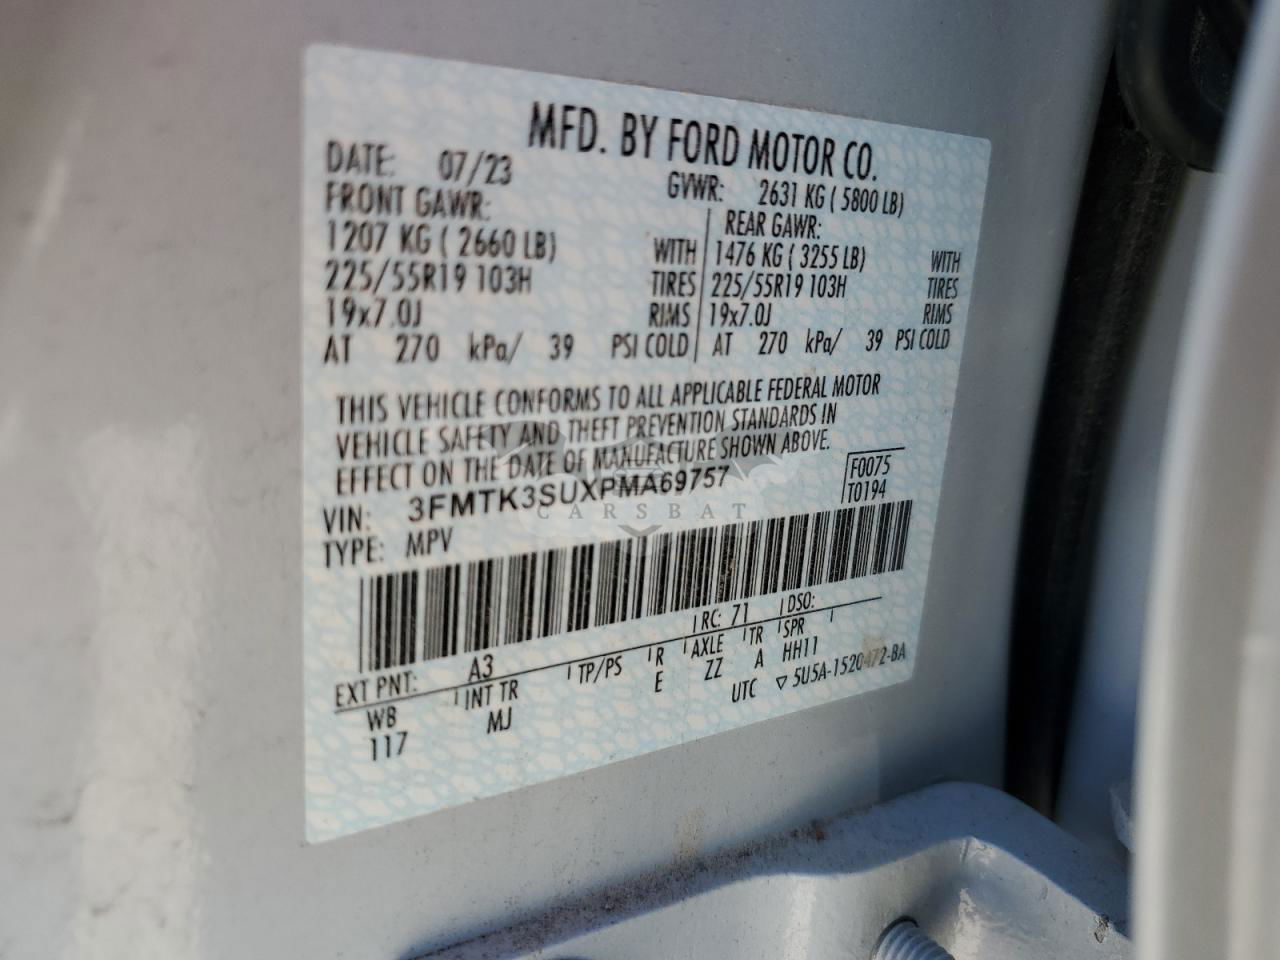 MFD. BY FORD MOTOR CO.
DATE: 07/23 GVWR: 2631 KG ( 5800 LB)
FRONT GAWR: REAR GAWR:
1207 KG ( 2660 LB) WITH 1476 KG ( 3255 LB) WITH
225/55R19 103H TIRES 225/55R19 103H TIRES
19x7.0J RIMS 19x7.0J RIMS
AT 270 kPa/ 39 PSI COLD AT 270 kPa/ 39 PSI COLD
THIS VEHICLE CONFORMS TO ALL APPLICABLE FEDERAL MOTOR
VEHICLE SAFETY AND THEFT PREVENTION STANDARDS IN
EFFECT ON THE DATE OF MANUFACTURE SHOWN ABOVE.
VIN: 3FMTK3SUXPMA69757 F0075
TYPE: MPV T0194
CARSBAT
EXT PNT: A3 RC: 71 DSO:
WB INT TR TP/PS R AXLE TR SPR
117 MJ E ZZ A HH11
UTC ▽ 5U5A-1520472-BA